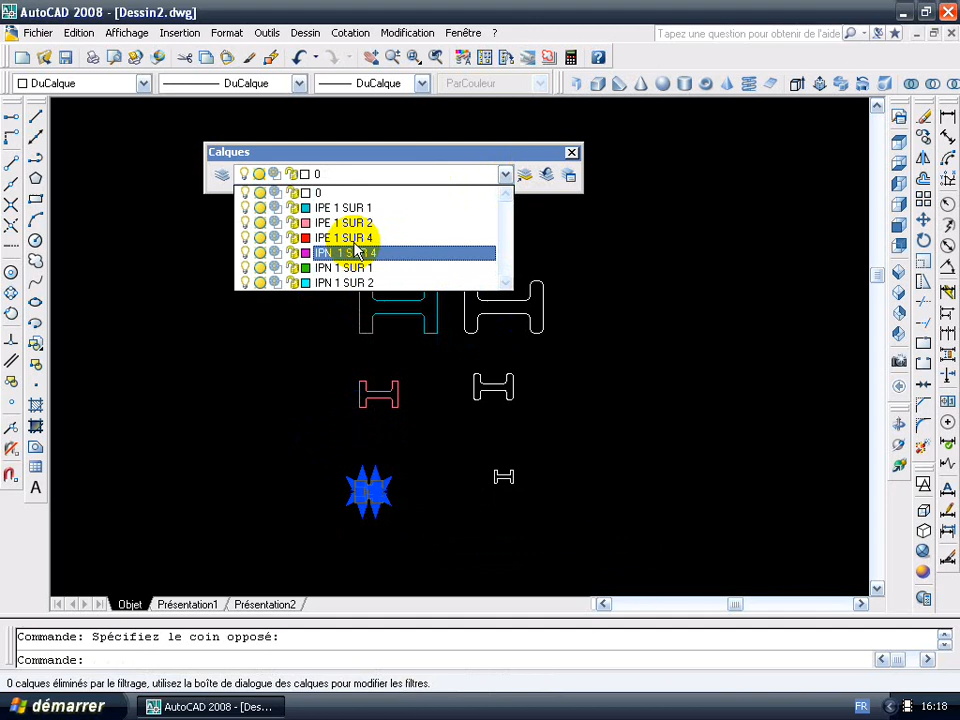 AutoCAD 2008 - [Dessin2.dwg]
Fichier Edition Affichage Insertion Format Outils Dessin Cotation Modification Fenêtre ?
Tapez une question pour obtenir de
DuCalque DuCalque DuCalque ParCouleur
Calques
0
0
IPE 1 SUR 1
IPE 1 SUR 2
IPE 1 SUR 4
IPN 1 SUR 4
IPN 1 SUR 1
IPN 1 SUR 2
A
Objet Présentation1 Présentation2
Commande: Spécifiez le coin opposé:
Commande:
0 calques éliminés par le filtrage, utilisez la boîte de dialogue des calques pour modifier les filtres.
démarrer AutoCAD 2008 - [Des... FR 16:18